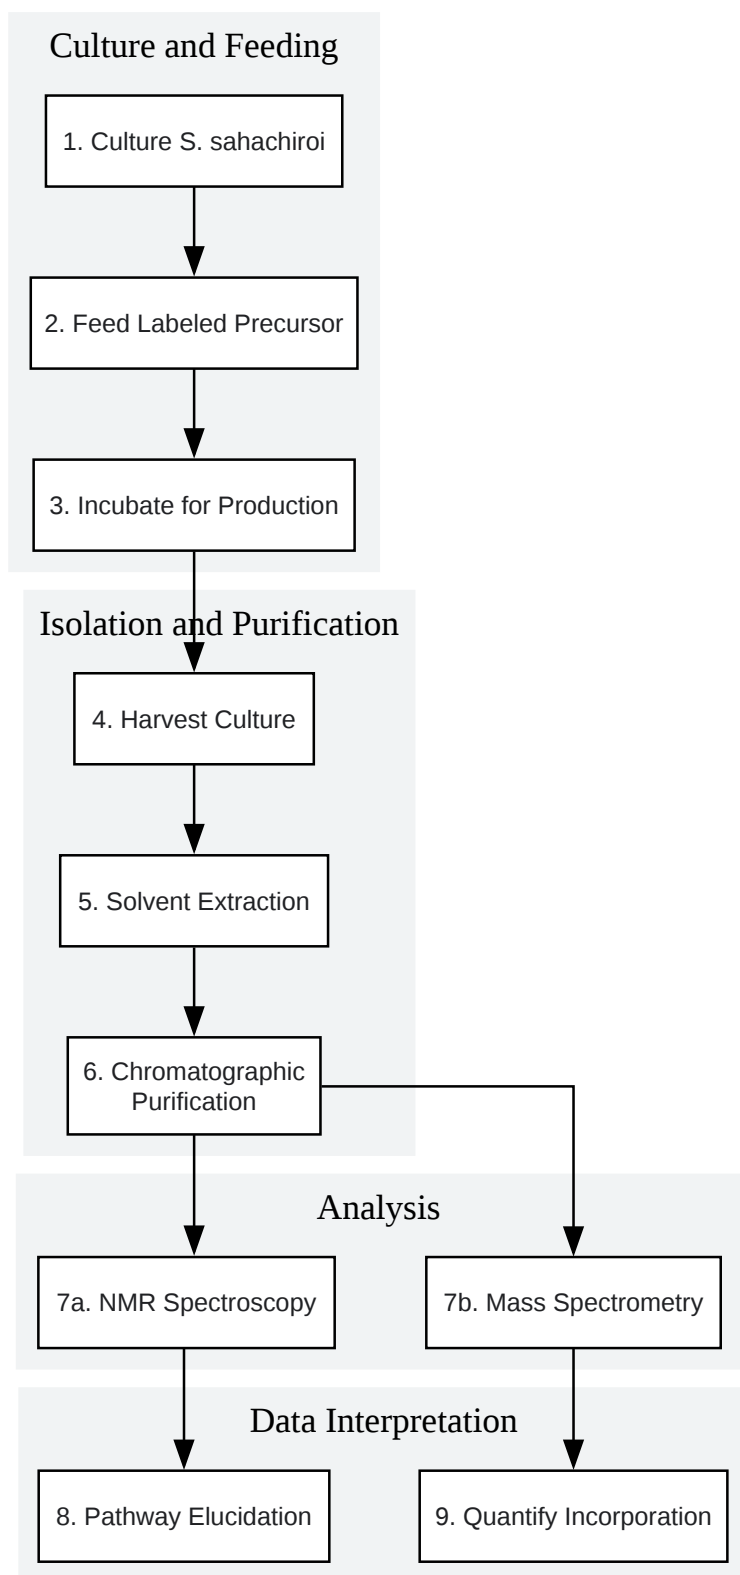 Culture and Feeding
1. Culture S. sahachiroi
2. Feed Labeled Precursor
3. Incubate for Production
Isolation and Purification
4. Harvest Culture
5. Solvent Extraction
6. Chromatographic
Purification
Analysis
7a. NMR Spectroscopy
7b. Mass Spectrometry
Data Interpretation
8. Pathway Elucidation
9. Quantify Incorporation